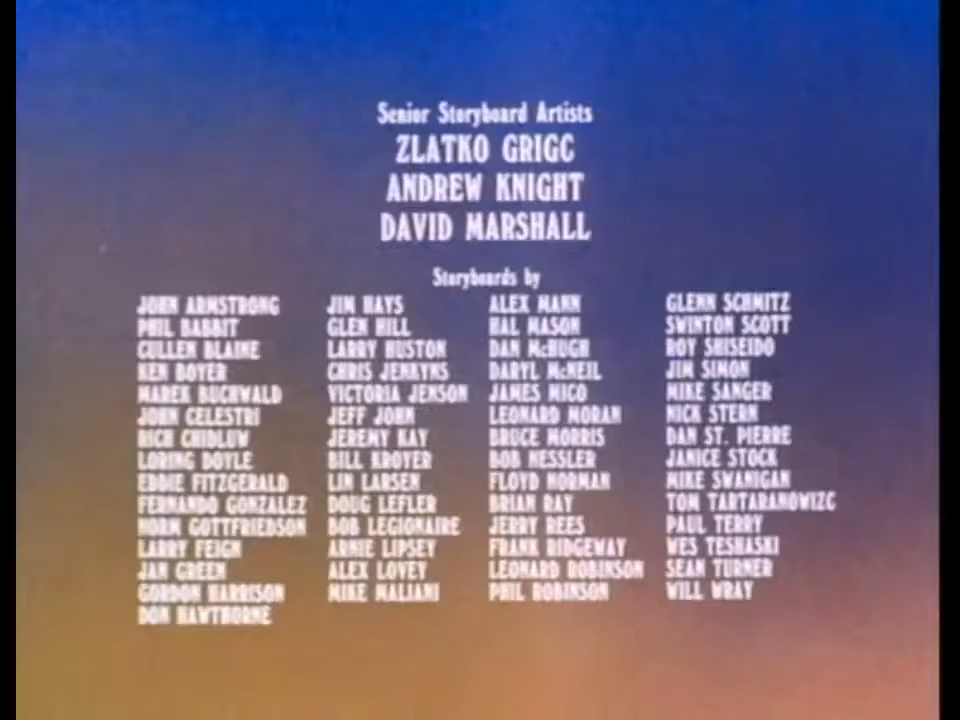 Senior Storyboard Artists
ZLATKO GRIGC
ANDREW KNIGHT
DAVID MARSHALL
Storyboards by
JOHN ARMSTRONG
PHIL BABBIT
CULLEN BLAINE
KEN BOYER
MAREK BUCHWALD
JOHN CELESTRI
RICH CHIDLOW
LORING DOYLE
EDDIE FITZGERALD
FERNANDO GONZALEZ
NORM GOTTFRIEDSON
LARRY FEIGN
JAN GREEN
GORDON HARRISON
DON HAWTHORNE
JIM HAYS
GLEN HILL
LARRY HUSTON
CHRIS JENKYNS
VICTORIA JENSON
JEFF JOHN
JEREMY KAY
BILL KROYER
LIN LARSEN
DOUG LEFLER
BOB LEGIONAIRE
ARNIE LIPSEY
ALEX LOVEY
MIKE MALIANI
ALEX MANN
HAL MASON
DAN McHUGH
DARYL McNEIL
JAMES MICO
LEONARD MORAN
BRUCE MORRIS
BOB NESSLER
FLOYD NORMAN
BRIAN RAY
JERRY REES
FRANK RIDGEWAY
LEONARD ROBINSON
PHIL ROBINSON
GLENN SCHMITZ
SWINTON SCOTT
ROY SHISEIDO
JIM SIMON
MIKE SANGER
NICK STERN
DAN ST. PIERRE
JANICE STOCK
MIKE SWANIGAN
TOM TARTARANOWIZC
PAUL TERRY
WES TESHASKI
SEAN TURNER
WILL WRAY